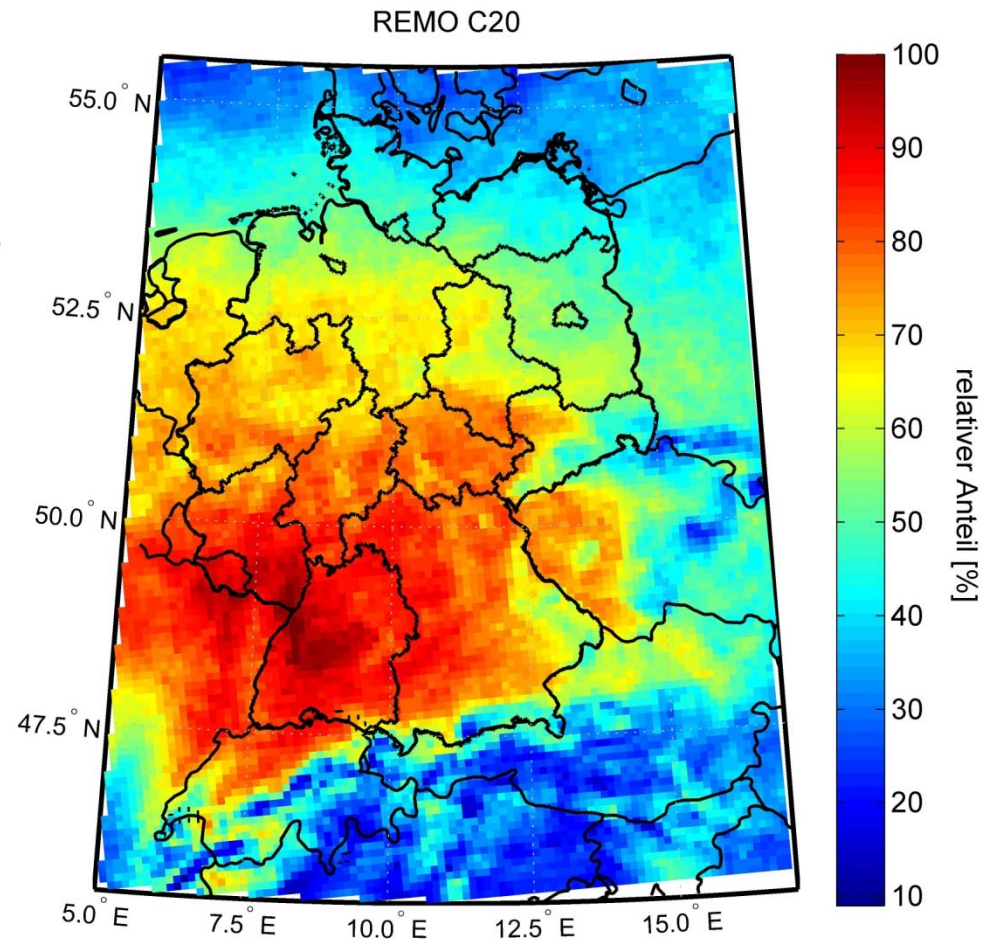 REMO C20
55.0° N
52.5° N
50.0° N
47.5° N
5.0° E
7.5° E
10.0° E
12.5° E
15.0° E
100
90
80
70
60
50
40
30
20
10
relativer Anteil [%]